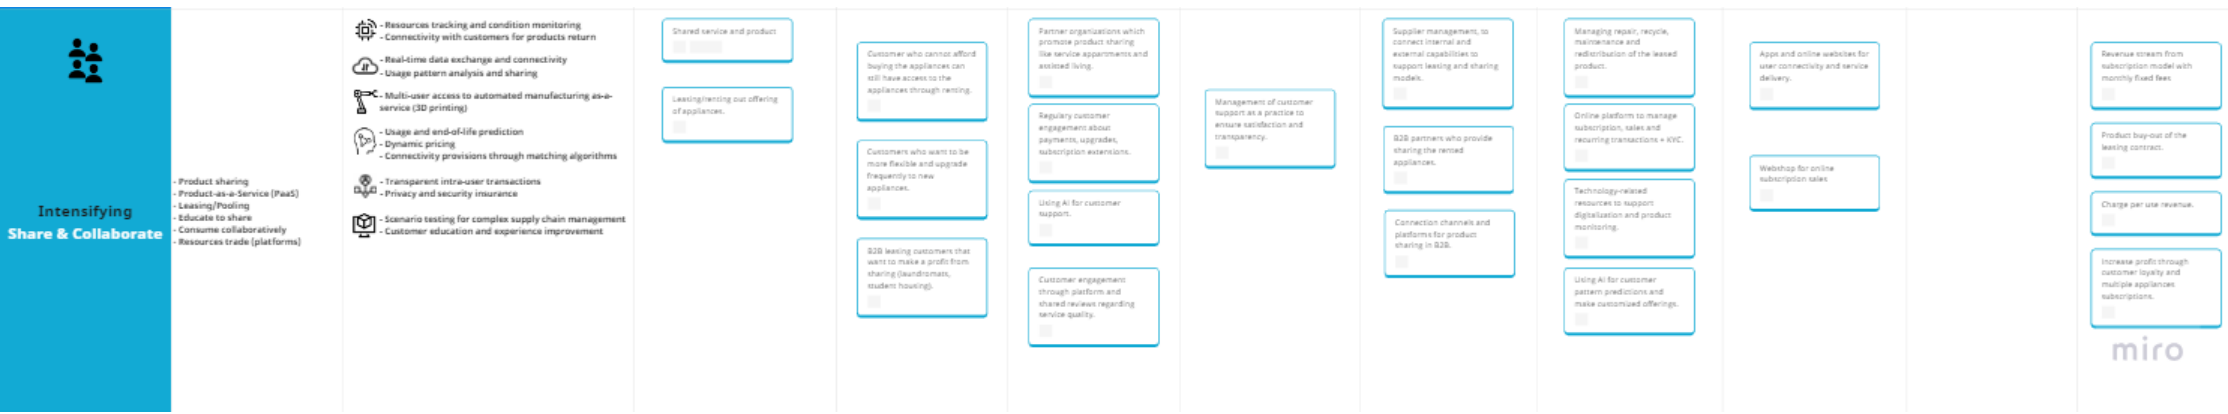 Intensifying
Share & Collaborate
- Product sharing
- Product-as-a-Service (PaaS)
- Leasing/Pooling
- Educate to share
- Consume collaboratively
- Resources trade (platforms)
- Resources tracking and condition monitoring
- Connectivity with customers for products return
- Real-time data exchange and connectivity
- Usage pattern analysis and sharing
- Multi-user access to automated manufacturing as-a-
service (3D printing)
- Usage and end-of-life prediction
- Dynamic pricing
- Connectivity provisions through matching algorithms
- Transparent intra-user transactions
- Privacy and security insurance
- Scenario testing for complex supply chain management
- Customer education and experience improvement
Shared service and product
Leasing/renting out offering
of appliances.
Customer who cannot afford
buying the appliances can
still have access to the
appliances through renting.
Customers who want to be
more flexible and upgrade
frequently to new
appliances.
B2B leasing customers that
want to make a profit from
sharing (laundromats,
student housing).
Partner organizations which
promote product sharing
like service appartments and
assisted living.
Regulary customer
engagement about
payments, upgrades,
subscription extensions.
Using AI for customer
support.
Customer engagement
through platform and
shared reviews regarding
service quality.
Management of customer
support as a practice to
ensure satisfaction and
transparency.
Supplier management, to
connect internal and
external capabilities to
support leasing and sharing
models.
B2B partners who provide
sharing the rented
appliances.
Connection channels and
platforms for product
sharing in B2B.
Managing repair, recycle,
maintenance and
redistribution of the leased
product.
Online platform to manage
subscription, sales and
recurring transactions + KYC.
Technology-related
resources to support
digitalization and product
monitoring.
Using AI for customer
pattern predictions and
make customized offerings.
Apps and online websites for
user connectivity and service
delivery.
Webshop for online
subscription sales
Revenue stream from
subscription model with
monthly fixed fees
Product buy-out of the
leasing contract.
Charge per use revenue.
Increase profit through
customer loyalty and
multiple appliances
subscriptions.
miro